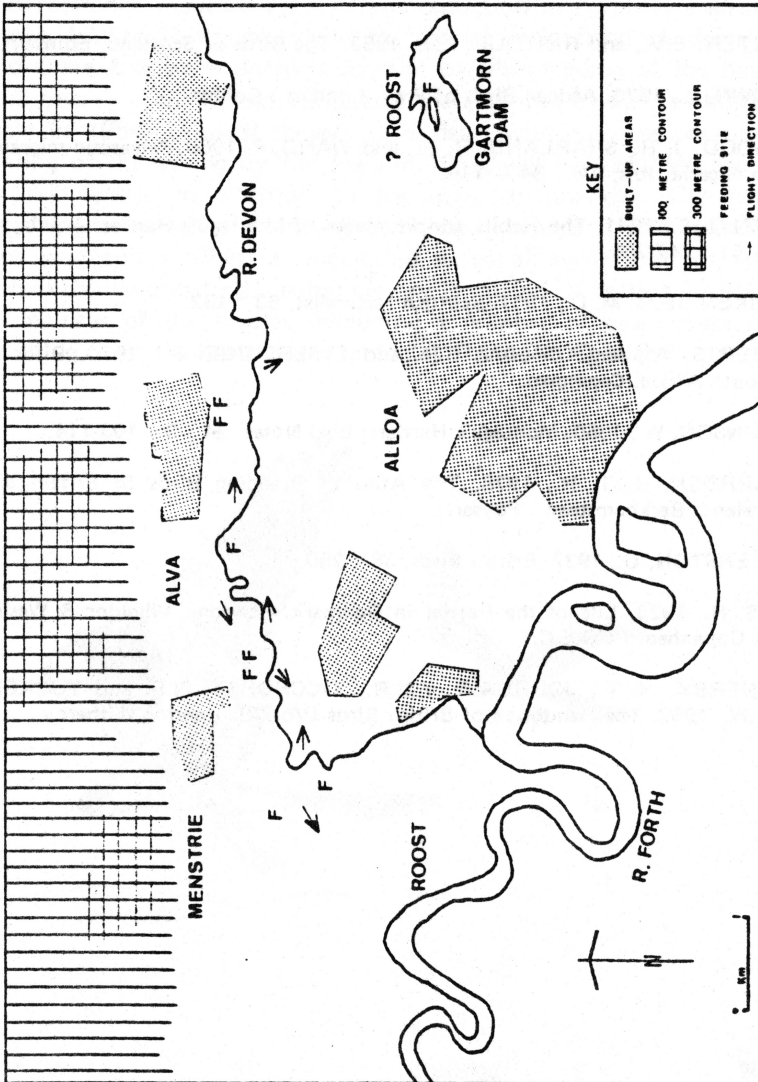 MENSTRIE
ALVA
R. DEVON
F F
F
F F
F
F
ROOST
ALLOA
? ROOST
F
GARTMORN
DAM
R. FORTH
N
Km
KEY
BUILT-UP AREAS
100 METRE CONTOUR
300 METRE CONTOUR
FEEDING SITE
FLIGHT DIRECTION